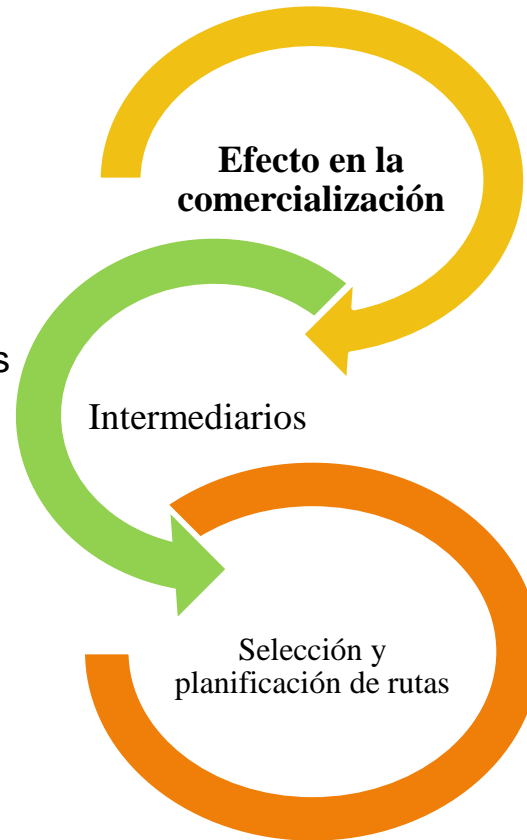 Efecto en la
comercialización
s
Intermediarios
Selección y
planificación de rutas